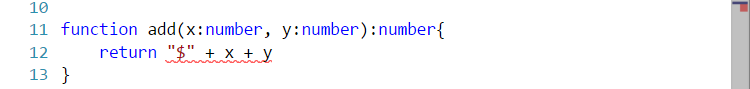 10
11 function add(x:number, y:number):number{
12     return "$" + x + y
13 }